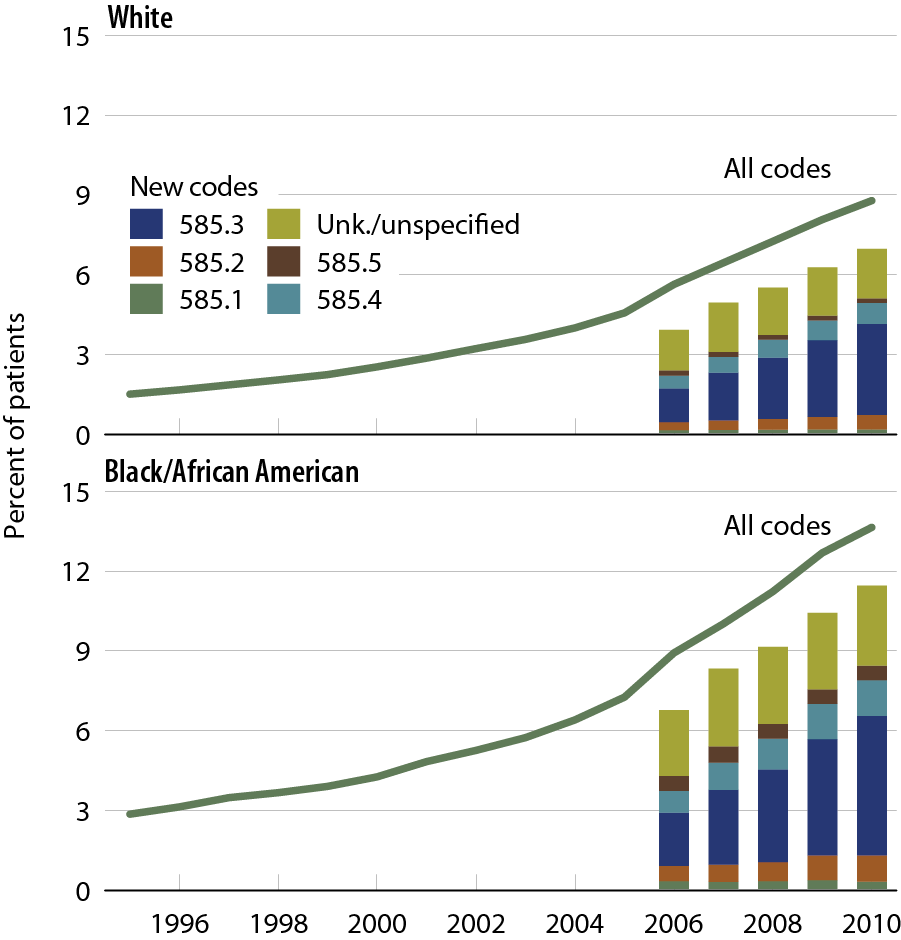 White
15
12
All codes
New codes
9
585.3 Unk./unspecified
585.2 585.5
6
585.1 585.4
3
0
Percent of patients
Black/African American
15
All codes
12
9
6
3
0
1996 1998 2000 2002 2004 2006 2008 2010